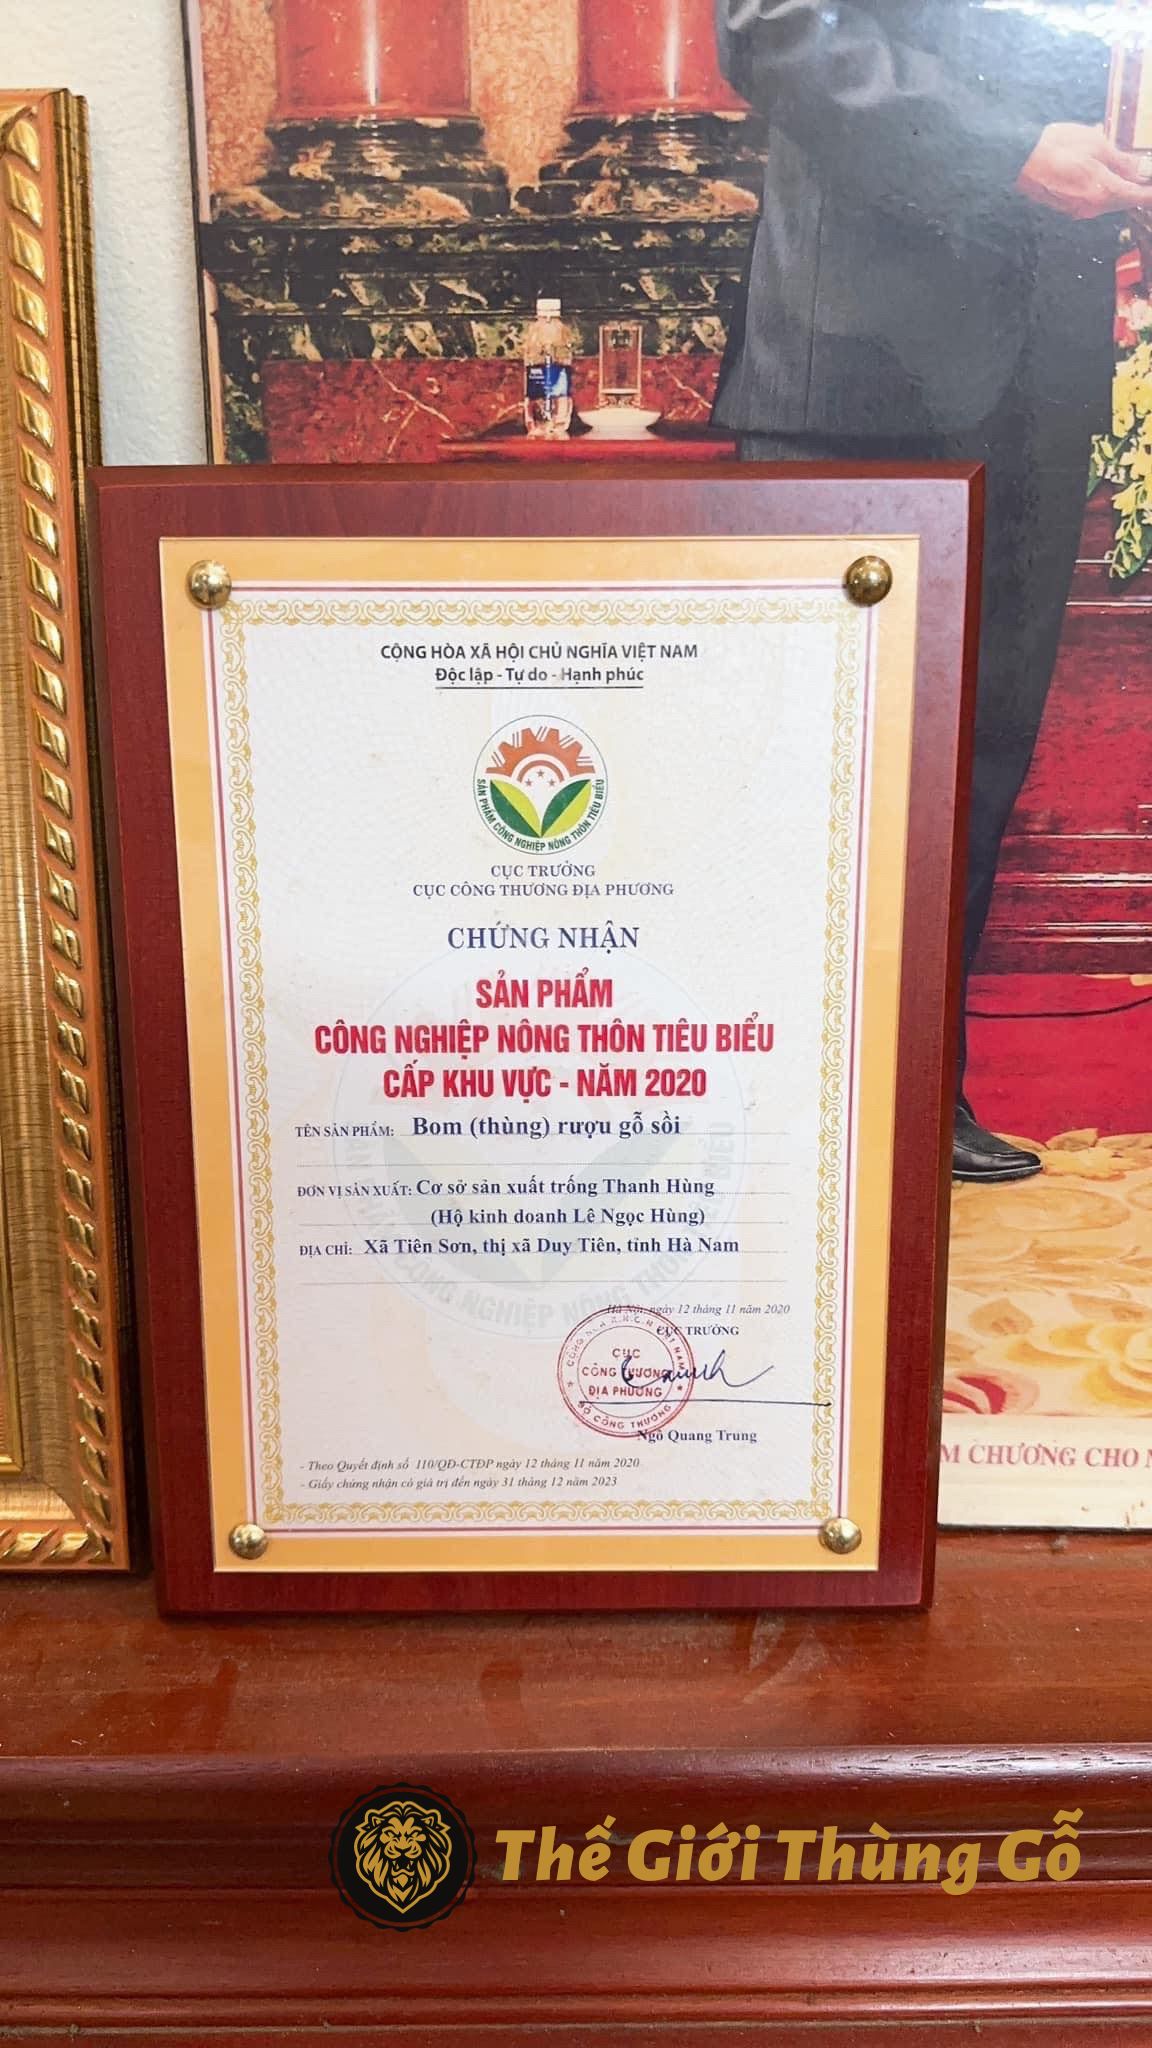 CỘNG HÒA XÃ HỘI CHỦ NGHĨA VIỆT NAM
Độc lập - Tự do - Hạnh phúc
SẢN PHẨM CÔNG NGHIỆP NÔNG THÔN TIÊU BIỂU
CỤC TRƯỞNG
CỤC CÔNG THƯƠNG ĐỊA PHƯƠNG
CHỨNG NHẬN
SẢN PHẨM
CÔNG NGHIỆP NÔNG THÔN TIÊU BIỂU
CẤP KHU VỰC - NĂM 2020
TÊN SẢN PHẨM: Bom (thùng) rượu gỗ sồi
ĐƠN VỊ SẢN XUẤT: Cơ sở sản xuất trống Thanh Hùng
(Hộ kinh doanh Lê Ngọc Hùng)
ĐỊA CHỈ: Xã Tiên Sơn, thị xã Duy Tiên, tỉnh Hà Nam
Hà Nội, ngày 12 tháng 11 năm 2020
CỤC TRƯỞNG
CỤC
CÔNG THƯƠNG
ĐỊA PHƯƠNG
BỘ CÔNG THƯƠNG
Ngô Quang Trung
- Theo Quyết định số 110/QĐ-CTĐP ngày 12 tháng 11 năm 2020
- Giấy chứng nhận có giá trị đến ngày 31 tháng 12 năm 2023
CHƯƠNG CHO
Thế Giới Thùng Gỗ